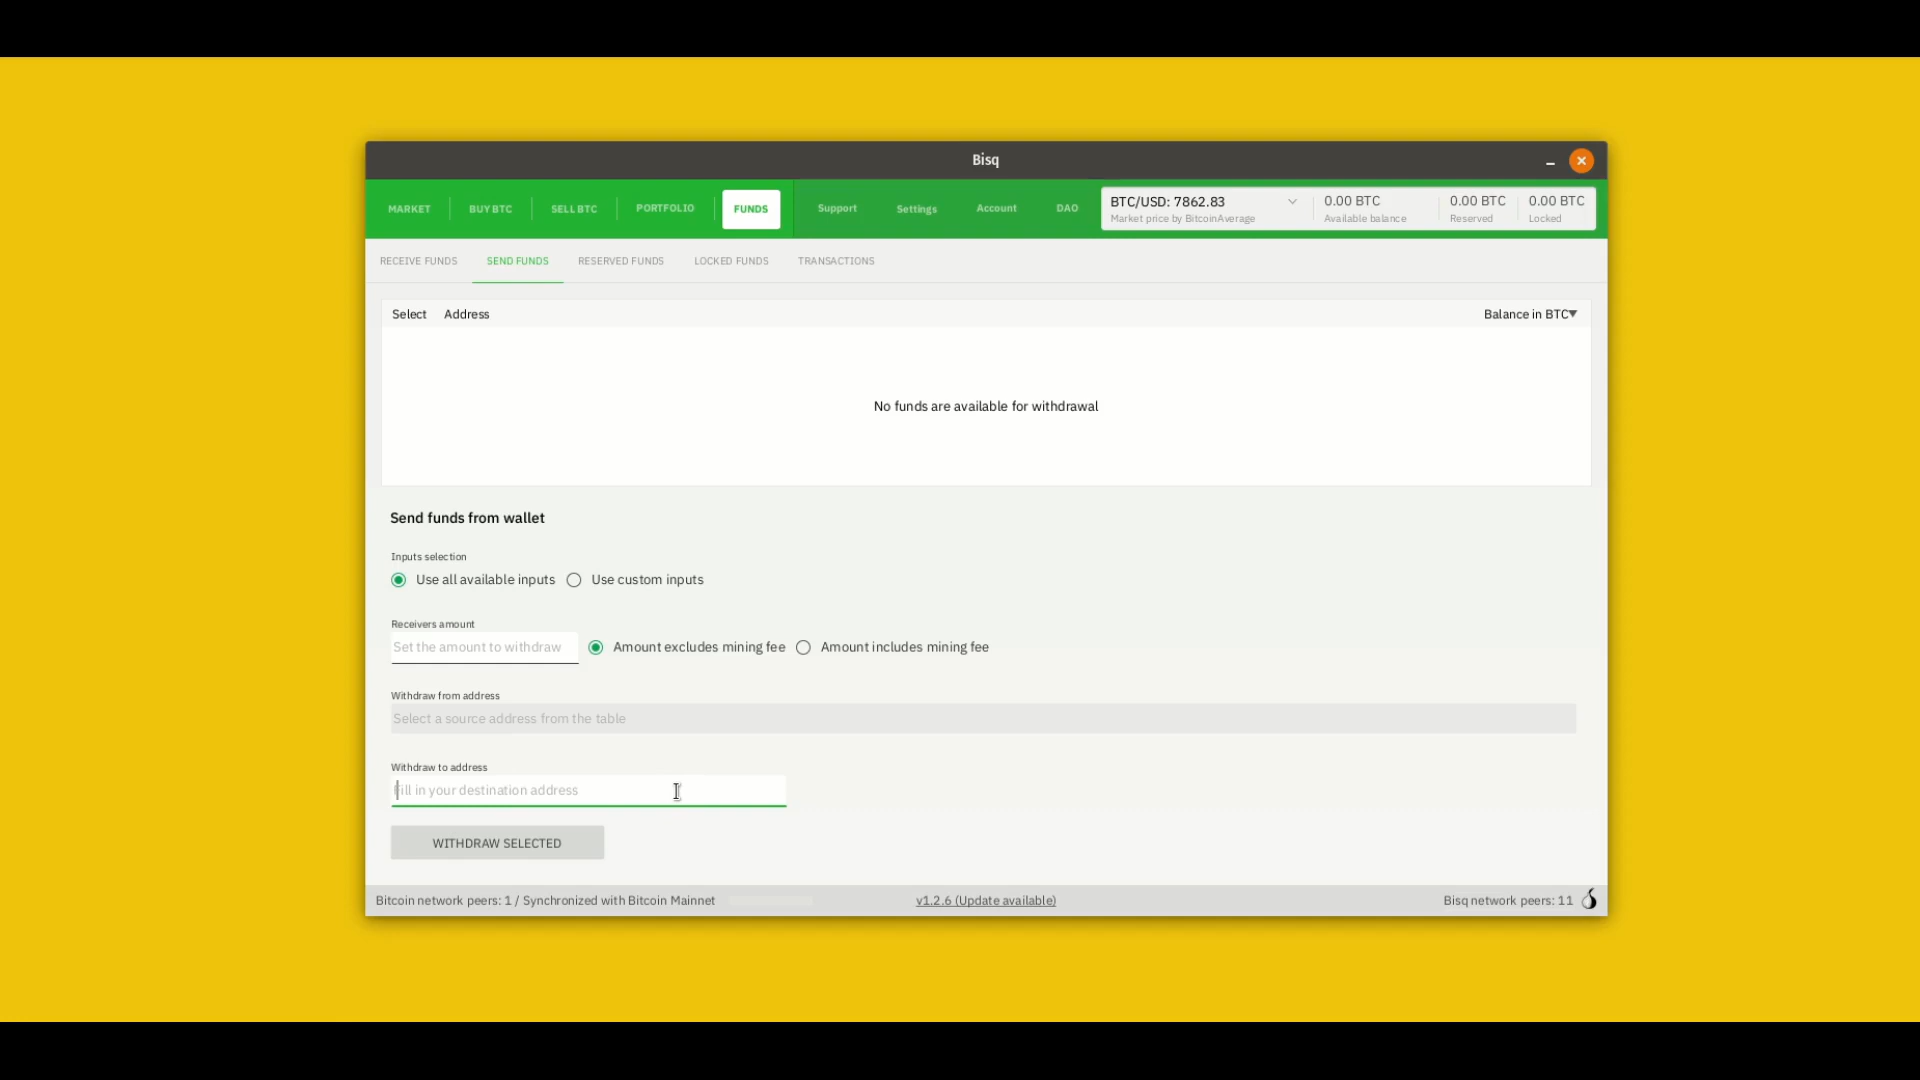 Bisq
MARKET
BUY BTC
SELL BTC
PORTFOLIO
FUNDS
Support
Settings
Account
DAO
BTC/USD: 7862.83
Market price by BitcoinAverage
0.00 BTC
Available balance
0.00 BTC
Reserved
0.00 BTC
Locked
RECEIVE FUNDS
SEND FUNDS
RESERVED FUNDS
LOCKED FUNDS
TRANSACTIONS
Select
Address
Balance in BTC
No funds are available for withdrawal
Send funds from wallet
Inputs selection
Use all available inputs
Use custom inputs
Receivers amount
Set the amount to withdraw
Amount excludes mining fee
Amount includes mining fee
Withdraw from address
Select a source address from the table
Withdraw to address
Fill in your destination address
WITHDRAW SELECTED
Bitcoin network peers: 1 / Synchronized with Bitcoin Mainnet
v1.2.6 (Update available)
Bisq network peers: 11